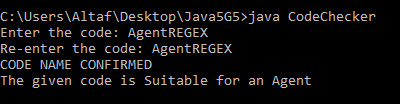 C:\Users\Altaf\Desktop\Java5G5>java CodeChecker
Enter the code: AgentREGEX
Re-enter the code: AgentREGEX
CODE NAME CONFIRMED
The given code is Suitable for an Agent